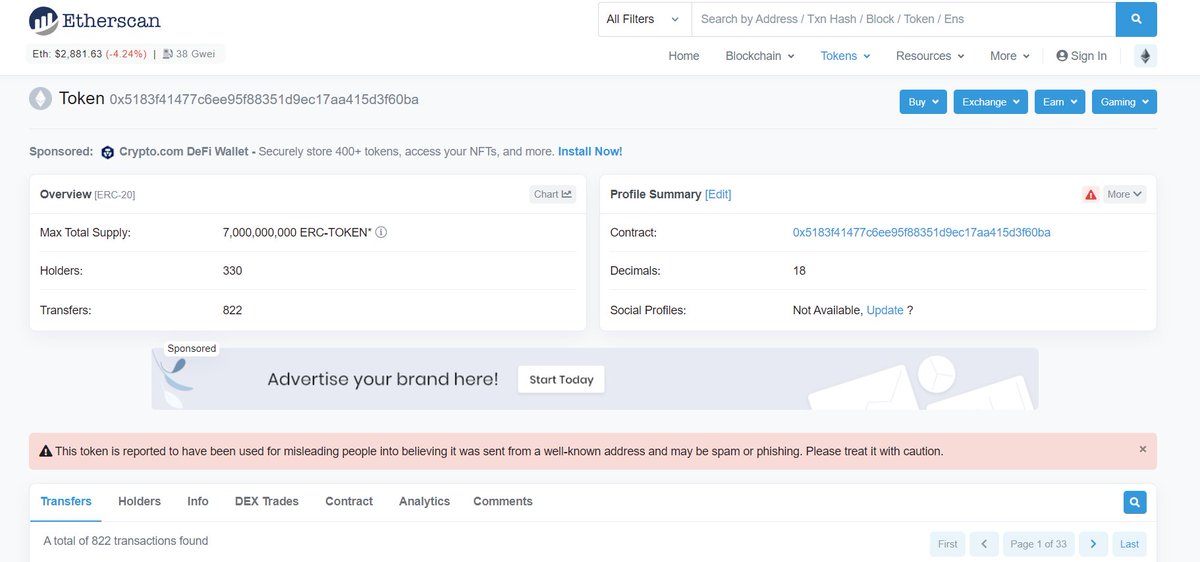 Etherscan
All Filters
Search by Address / Txn Hash / Block / Token / Ens
Eth: $2,881.63 (-4.24%) | 38 Gwei
Home Blockchain Tokens Resources More Sign In
Token 0x5183f41477c6ee95f88351d9ec17aa415d3f60ba
Buy Exchange Earn Gaming
Sponsored: Crypto.com DeFi Wallet - Securely store 400+ tokens, access your NFTs, and more. Install Now!
Overview [ERC-20]
Chart
Max Total Supply: 7,000,000,000 ERC-TOKEN*
Holders: 330
Transfers: 822
Profile Summary [Edit]
More
Contract: 0x5183f41477c6ee95f88351d9ec17aa415d3f60ba
Decimals: 18
Social Profiles: Not Available, Update ?
Sponsored
Advertise your brand here! Start Today
This token is reported to have been used for misleading people into believing it was sent from a well-known address and may be spam or phishing. Please treat it with caution. ×
Transfers Holders Info DEX Trades Contract Analytics Comments
A total of 822 transactions found
First Page 1 of 33 Last